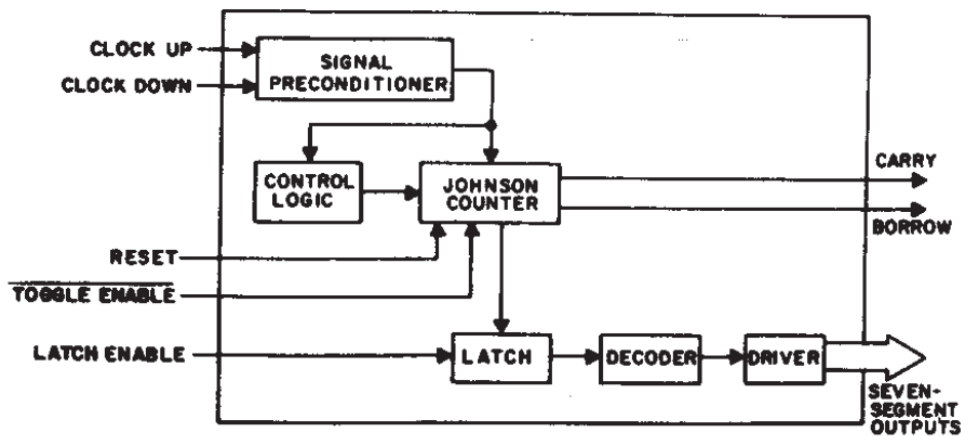 CLOCK UP
CLOCK DOWN
SIGNAL
PRECONDITIONER
CONTROL
LOGIC
JOHNSON
COUNTER
CARRY
BORROW
RESET
TOGGLE ENABLE
LATCH ENABLE
LATCH
DECODER
DRIVER
SEVEN-
SEGMENT
OUTPUTS